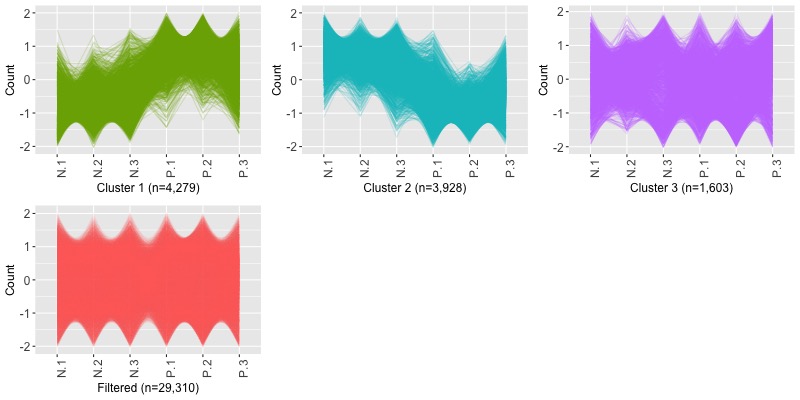 2
1
0
-1
-2
Count
N.1 N.2 N.3 P.1 P.2 P.3
Cluster 1 (n=4,279)
2
1
0
-1
-2
Count
N.1 N.2 N.3 P.1 P.2 P.3
Cluster 2 (n=3,928)
2
1
0
-1
-2
Count
N.1 N.2 N.3 P.1 P.2 P.3
Cluster 3 (n=1,603)
2
1
0
-1
-2
Count
N.1 N.2 N.3 P.1 P.2 P.3
Filtered (n=29,310)